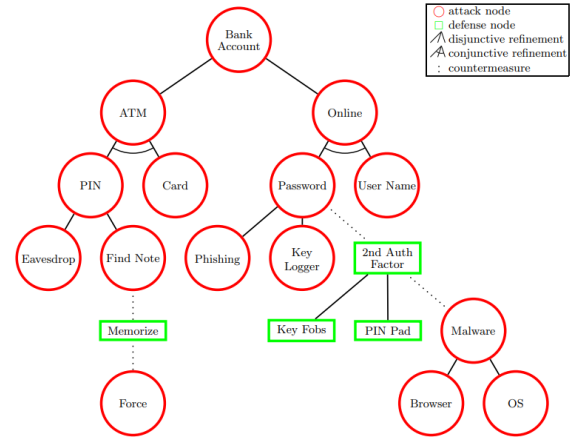 attack node
defense node
disjunctive refinement
conjunctive refinement
countermeasure
Bank
Account
ATM
Online
PIN
Card
Password
User Name
Eavesdrop
Find Note
Phishing
Key
Logger
2nd Auth
Factor
Memorize
Key Fobs
PIN Pad
Malware
Force
Browser
OS